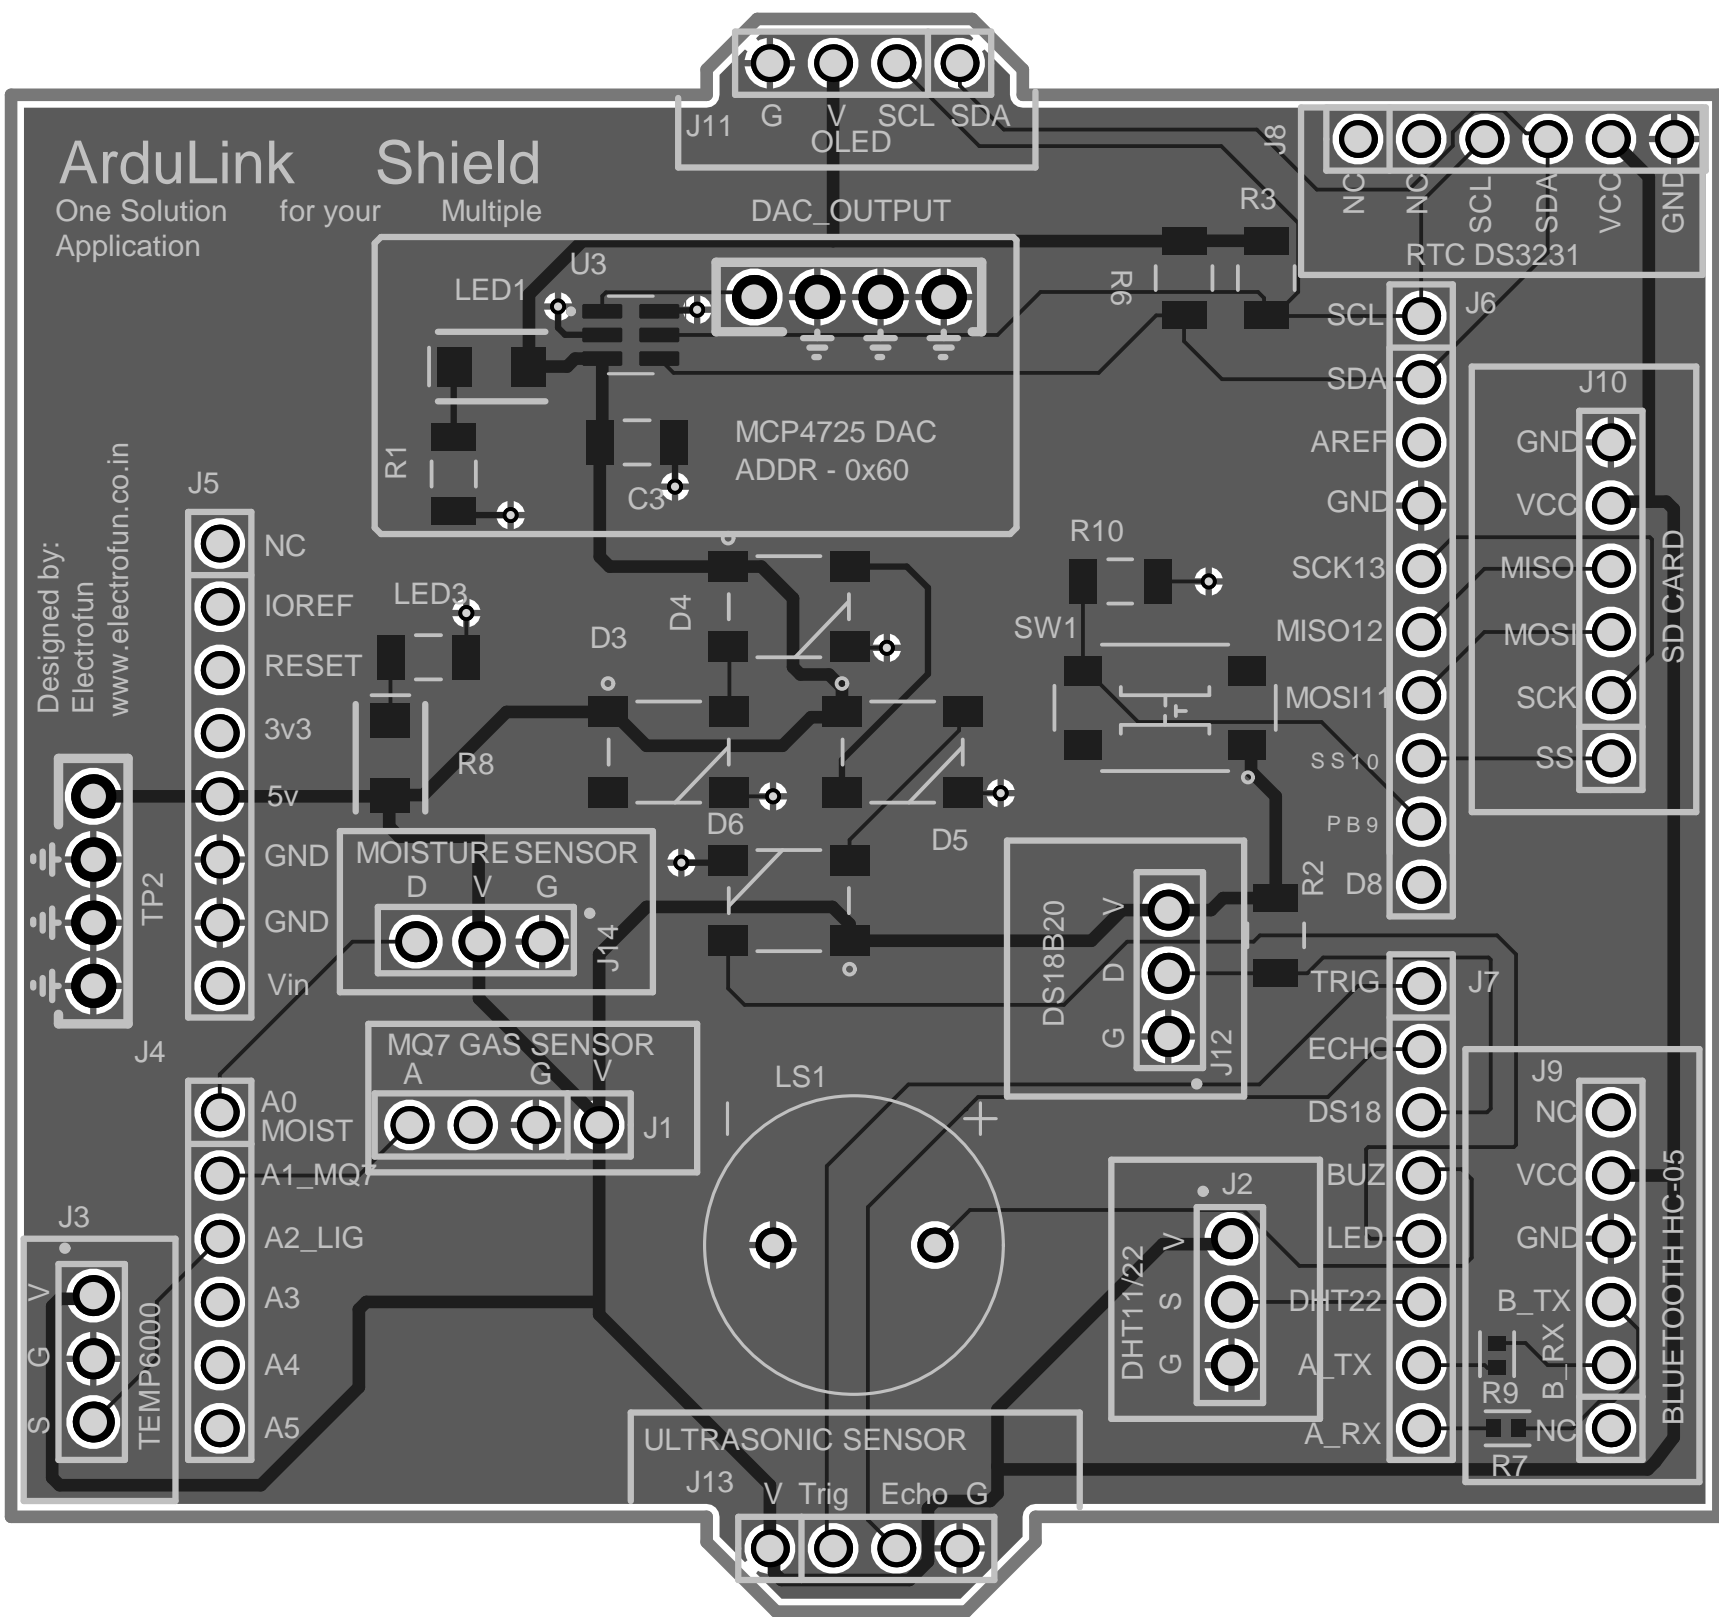 ArduLink Shield
One Solution for your Multiple
Application
J11
G V SCL SDA
OLED
DAC_OUTPUT
J8
NC NC SCL SDA VCC GND
RTC DS3231
R3
R6
U3
LED1
R1
C3
MCP4725 DAC
ADDR - 0x60
J6
SCL
SDA
AREF
GND
SCK13
MISO12
MOSI11
SS10
PB9
D8
J10
GND
VCC
MISO
MOSI
SCK
SS
SD CARD
Designed by:
Electrofun
www.electrofun.co.in
J5
NC
IOREF
RESET
3v3
5v
GND
GND
Vin
LED3
R8
TP2
J4
D4
D3
D6
D5
R10
SW1
R2
MOISTURE SENSOR
D V G
J14
MQ7 GAS SENSOR
A G V
J1
DS18B20
V
D
G
J12
LS1
J7
TRIG
ECHO
DS18
BUZ
LED
DHT22
A_TX
A_RX
J9
NC
VCC
GND
B_TX
B_RX
NC
BLUETOOTH HC-05
R9
R7
J2
V
S
G
DHT11/22
A0
MOIST
A1_MQ7
A2_LIG
A3
A4
A5
J3
V
G
S
TEMP6000
ULTRASONIC SENSOR
J13
V Trig Echo G